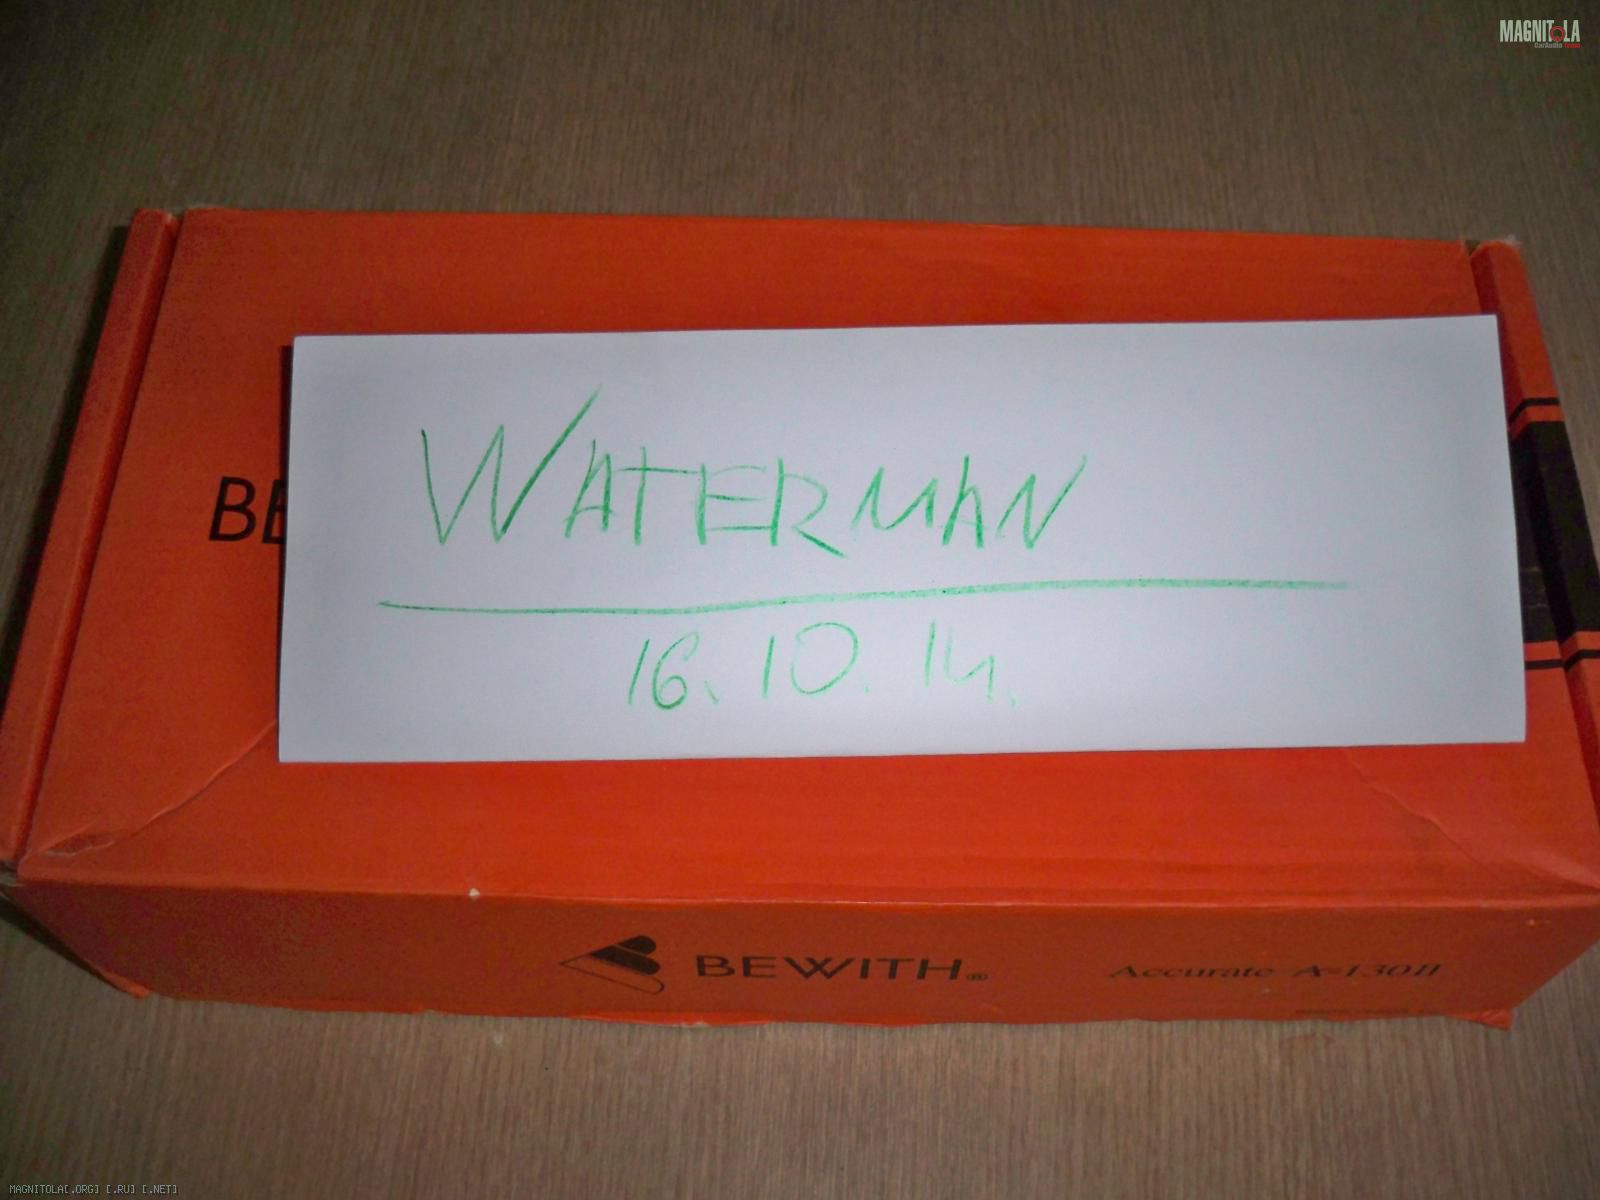 MAGNITOLA
CarAudio Team
BE
WATERMAN
16.10.14.
BEWITH®
Accurate A-130II
MAGNITOLA[.ORG] [.RU] [.NET]